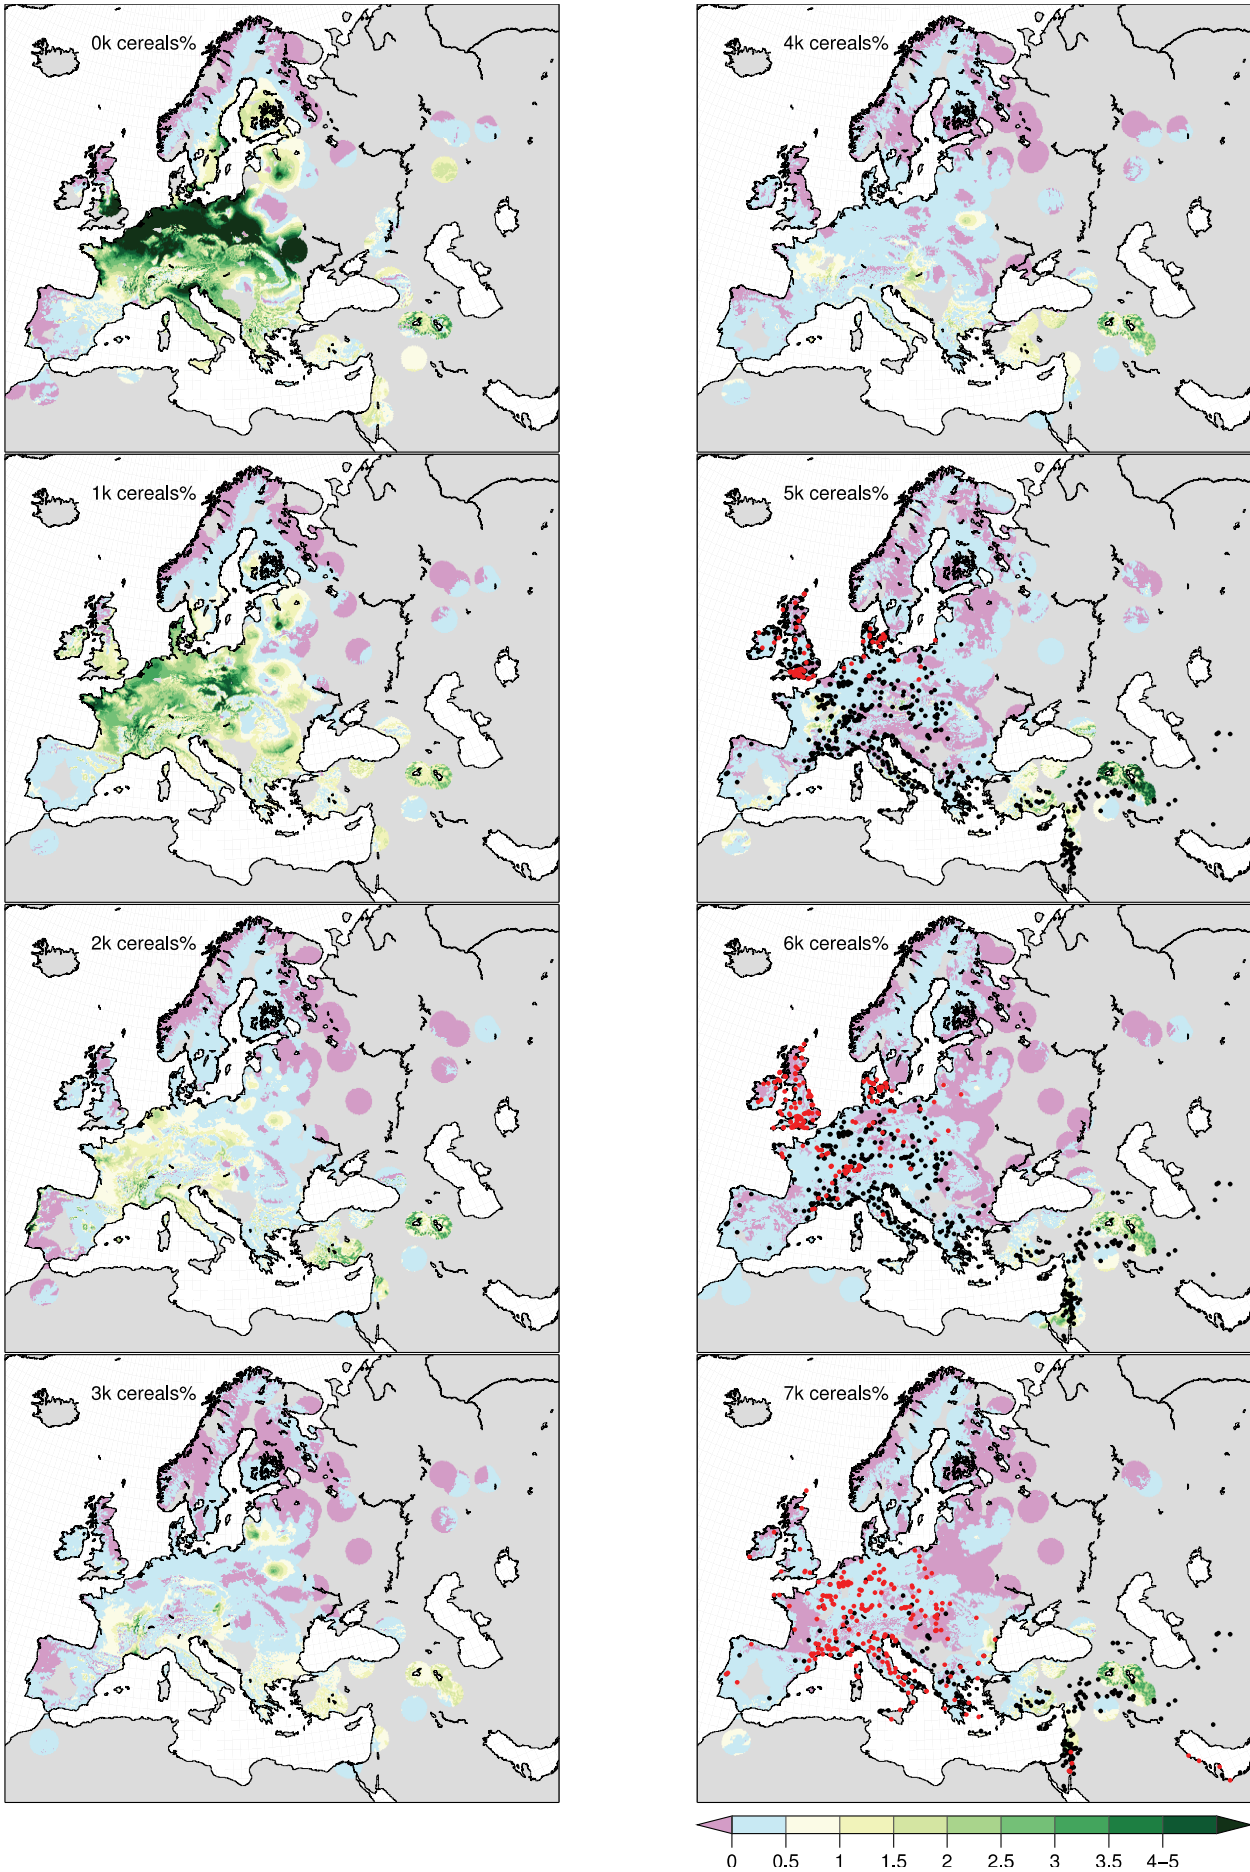 0k cereals%
4k cereals%
1k cereals%
5k cereals%
2k cereals%
6k cereals%
3k cereals%
7k cereals%
0 0.5 1 1.5 2 2.5 3 3.5 4–5